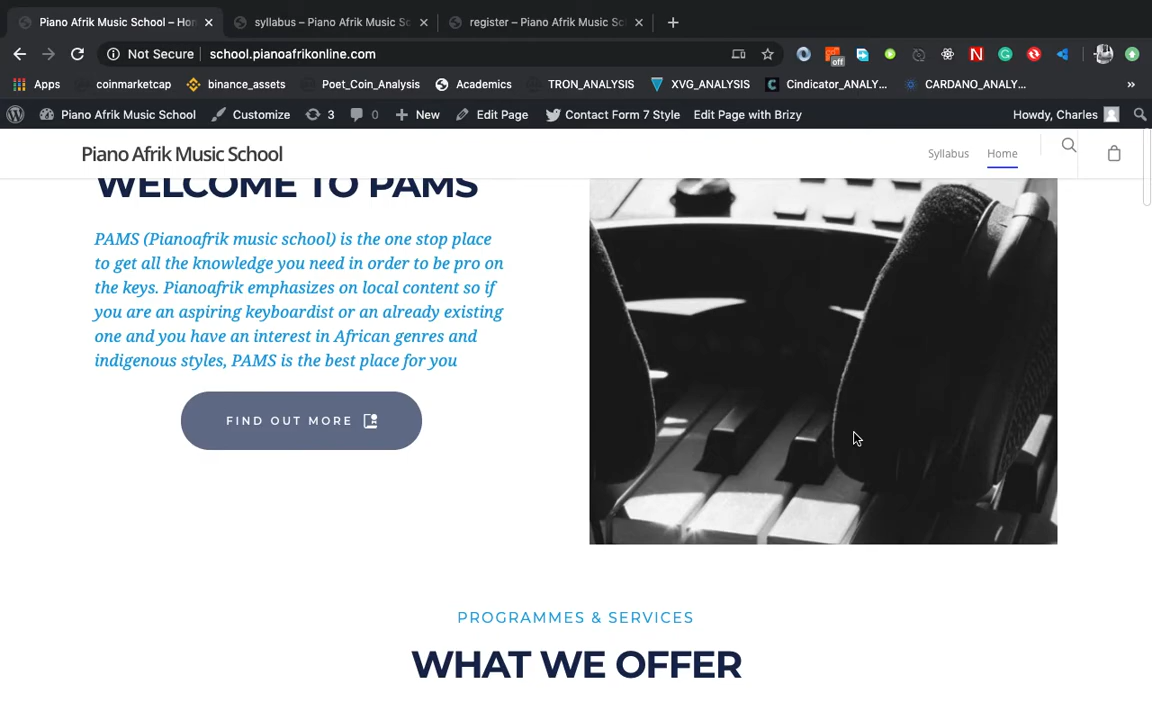 Piano Afrik Music School – Hon
syllabus – Piano Afrik Music Sc
register – Piano Afrik Music Sc
Not Secure
school.pianoafrikonline.com
off
Apps
coinmarketcap
binance_assets
Poet_Coin_Analysis
Academics
TRON_ANALYSIS
XVG_ANALYSIS
Cindicator_ANALY...
CARDANO_ANALY...
»
Piano Afrik Music School
Customize
3
0
New
Edit Page
Contact Form 7 Style
Edit Page with Brizy
Howdy, Charles
Piano Afrik Music School
Syllabus
Home
WELCOME TO PAMS
PAMS (Pianoafrik music school) is the one stop place
to get all the knowledge you need in order to be pro on
the keys. Pianoafrik emphasizes on local content so if
you are an aspiring keyboardist or an already existing
one and you have an interest in African genres and
indigenous styles, PAMS is the best place for you
FIND OUT MORE
PROGRAMMES & SERVICES
WHAT WE OFFER